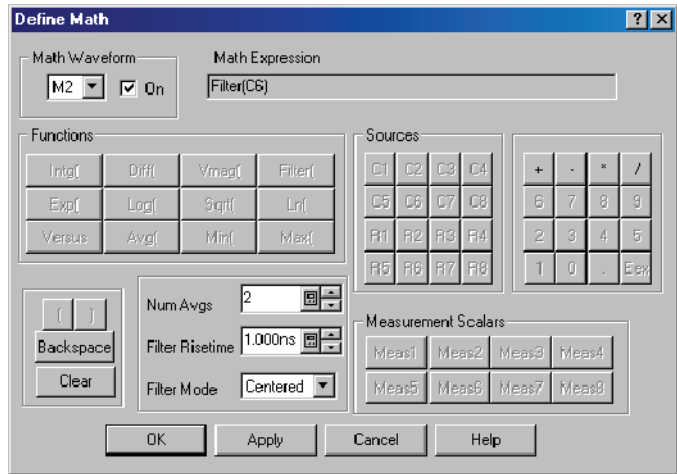 Define Math
? X
Math Waveform
M2
On
Math Expression
Filter(C6)
Functions
Intg( Diff( Vmag( Filter(
Exp( Log( Sqrt( Ln(
Versus Avg( Min( Max(
Sources
C1 C2 C3 C4
C5 C6 C7 C8
R1 R2 R3 R4
R5 R6 R7 R8
+ - * /
6 7 8 9
2 3 4 5
1 0 . Eex
( )
Backspace
Clear
Num Avgs 2
Filter Risetime 1.000ns
Filter Mode Centered
Measurement Scalars
Meas1 Meas2 Meas3 Meas4
Meas5 Meas6 Meas7 Meas8
OK Apply Cancel Help